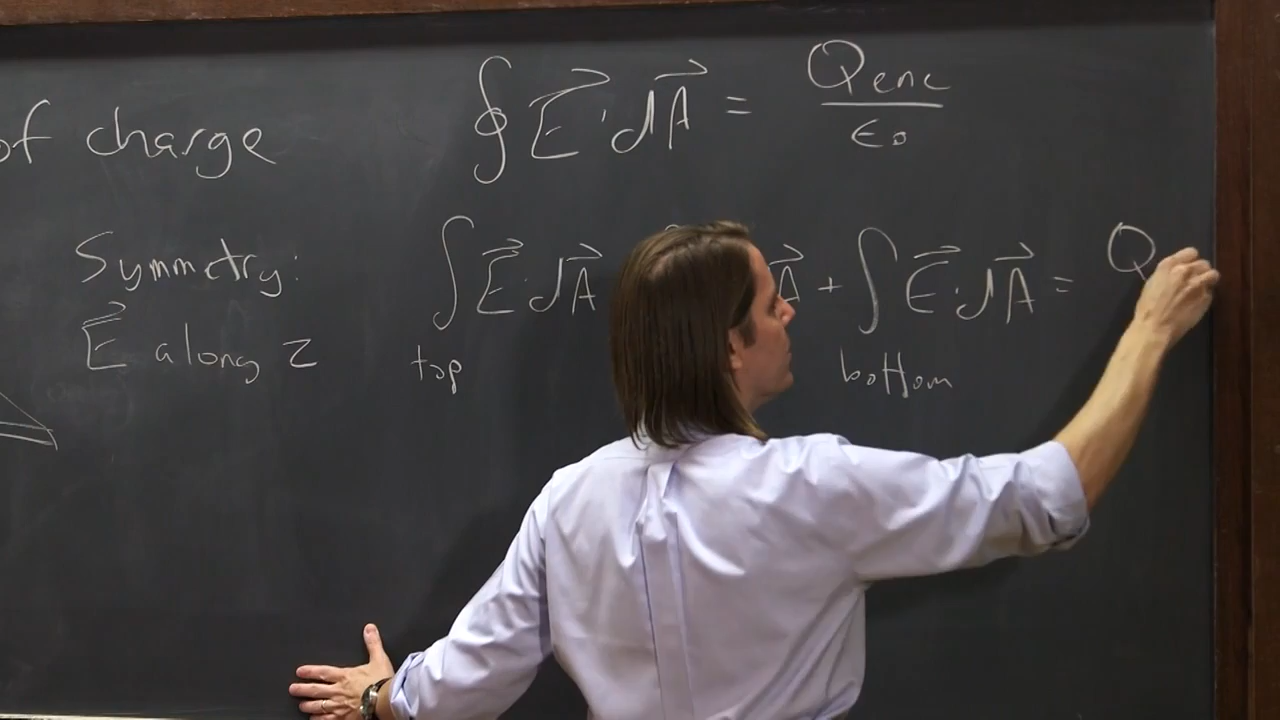 of charge
∮ E⃗ · dA⃗ = Qenc / ε₀
Symmetry:
E⃗ along z
∫ E⃗ · dA⃗ A⃗ + ∫ E⃗ · dA⃗ = Q
top bottom